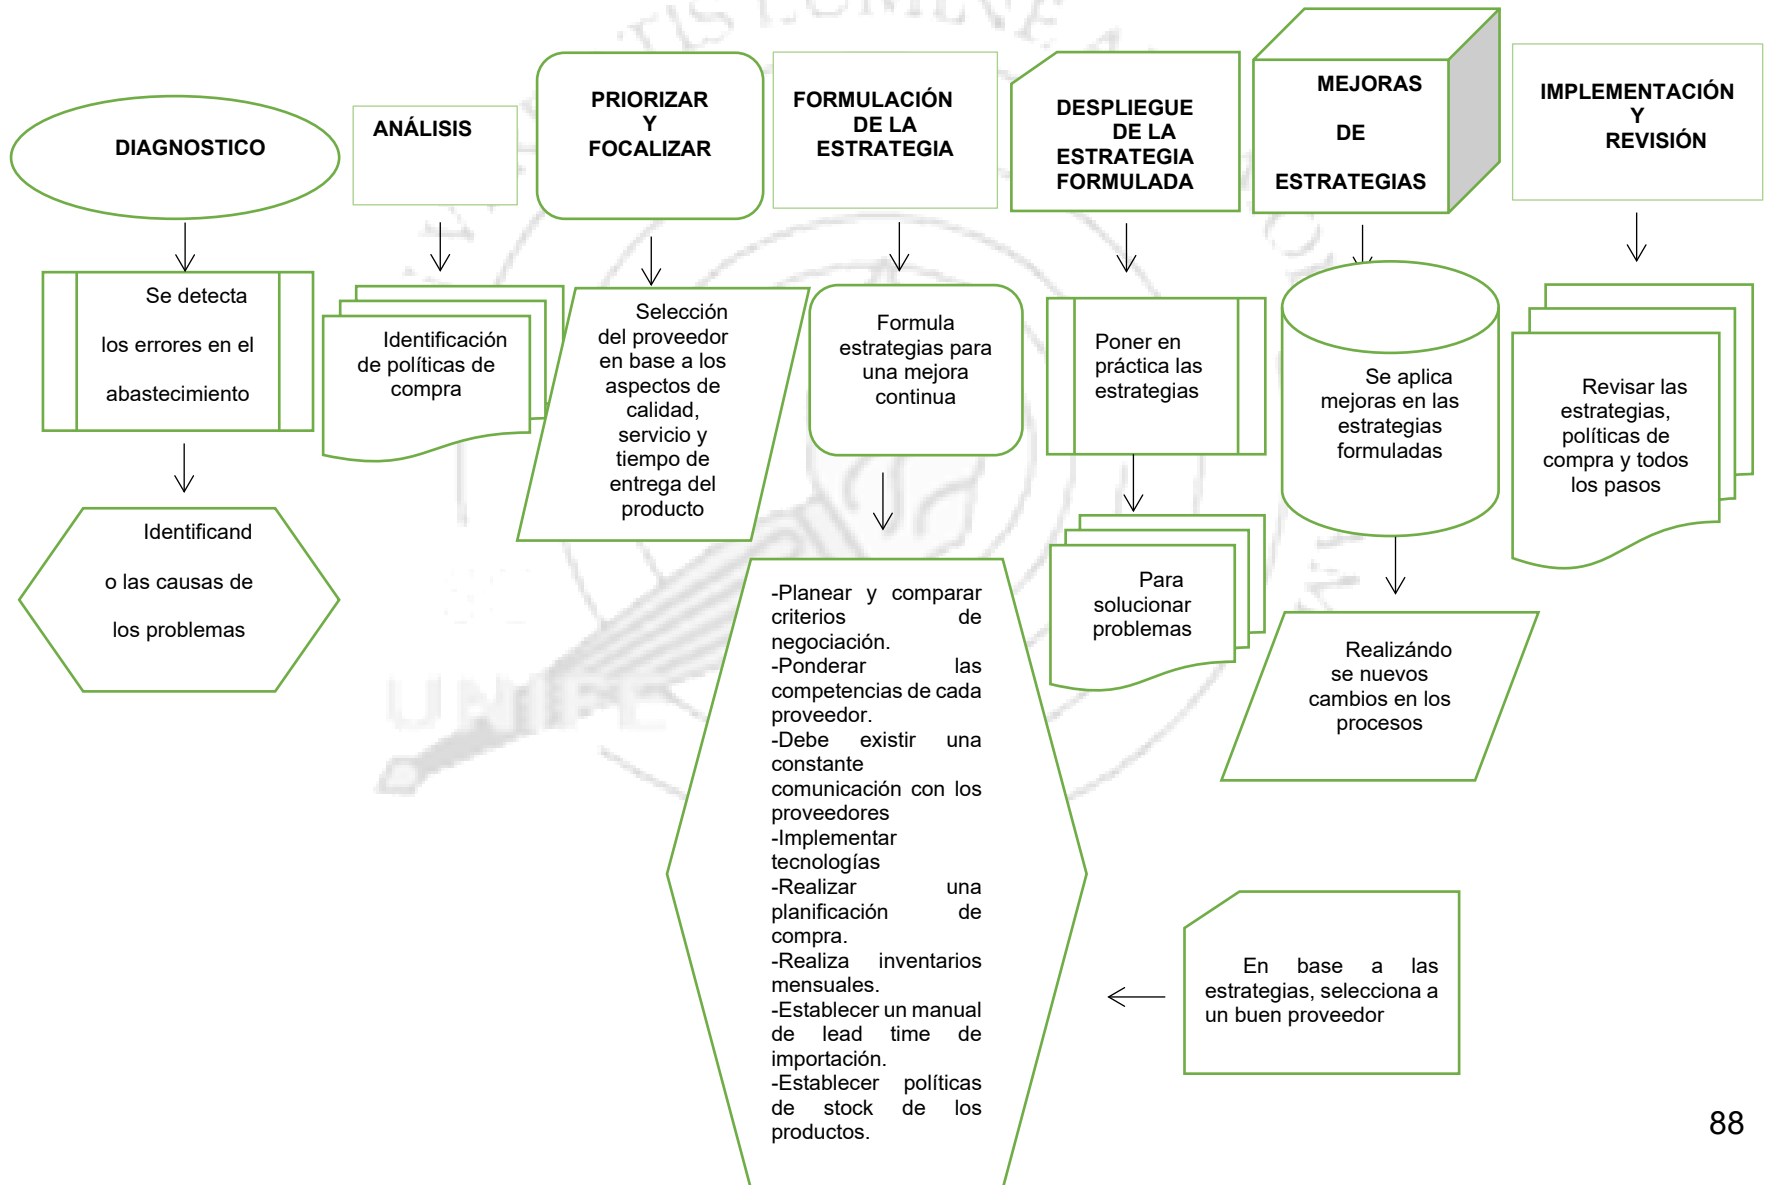 DIAGNOSTICO
Se detecta
los errores en el
abastecimiento
Identificand
o las causas de
los problemas
ANÁLISIS
Identificación
de políticas de
compra
PRIORIZAR
Y
FOCALIZAR
Selección
del proveedor
en base a los
aspectos de
calidad,
servicio y
tiempo de
entrega del
producto
FORMULACIÓN
DE LA
ESTRATEGIA
Formula
estrategias para
una mejora
continua
-Planear y comparar
criterios de
negociación.
-Ponderar las
competencias de cada
proveedor.
-Debe existir una
constante
comunicación con los
proveedores
-Implementar
tecnologías
-Realizar una
planificación de
compra.
-Realiza inventarios
mensuales.
-Establecer un manual
de lead time de
importación.
-Establecer políticas
de stock de los
productos.
DESPLIEGUE
DE LA
ESTRATEGIA
FORMULADA
Poner en
práctica las
estrategias
Para
solucionar
problemas
MEJORAS
DE
ESTRATEGIAS
Se aplica
mejoras en las
estrategias
formuladas
Realizándo
se nuevos
cambios en los
procesos
IMPLEMENTACIÓN
Y
REVISIÓN
Revisar las
estrategias,
políticas de
compra y todos
los pasos
En base a las
estrategias, selecciona a
un buen proveedor
88